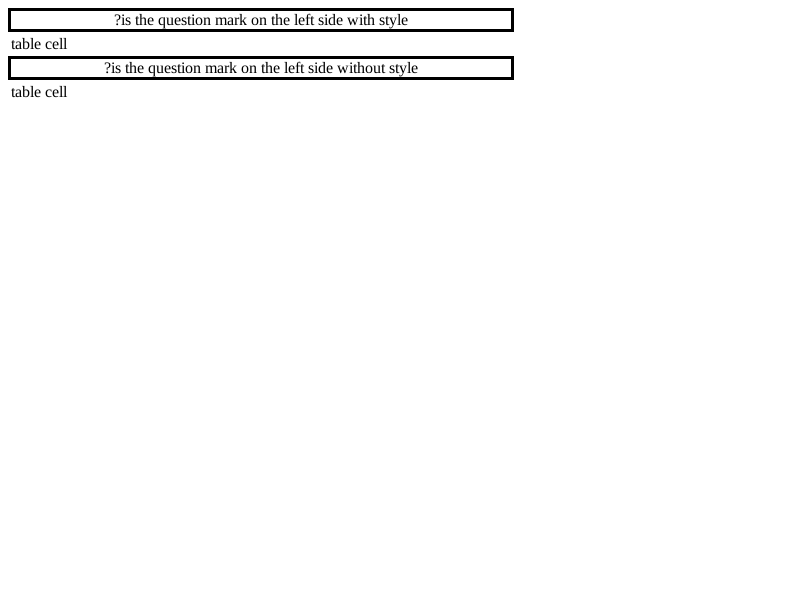 ?is the question mark on the left side with style
table cell
?is the question mark on the left side without style
table cell